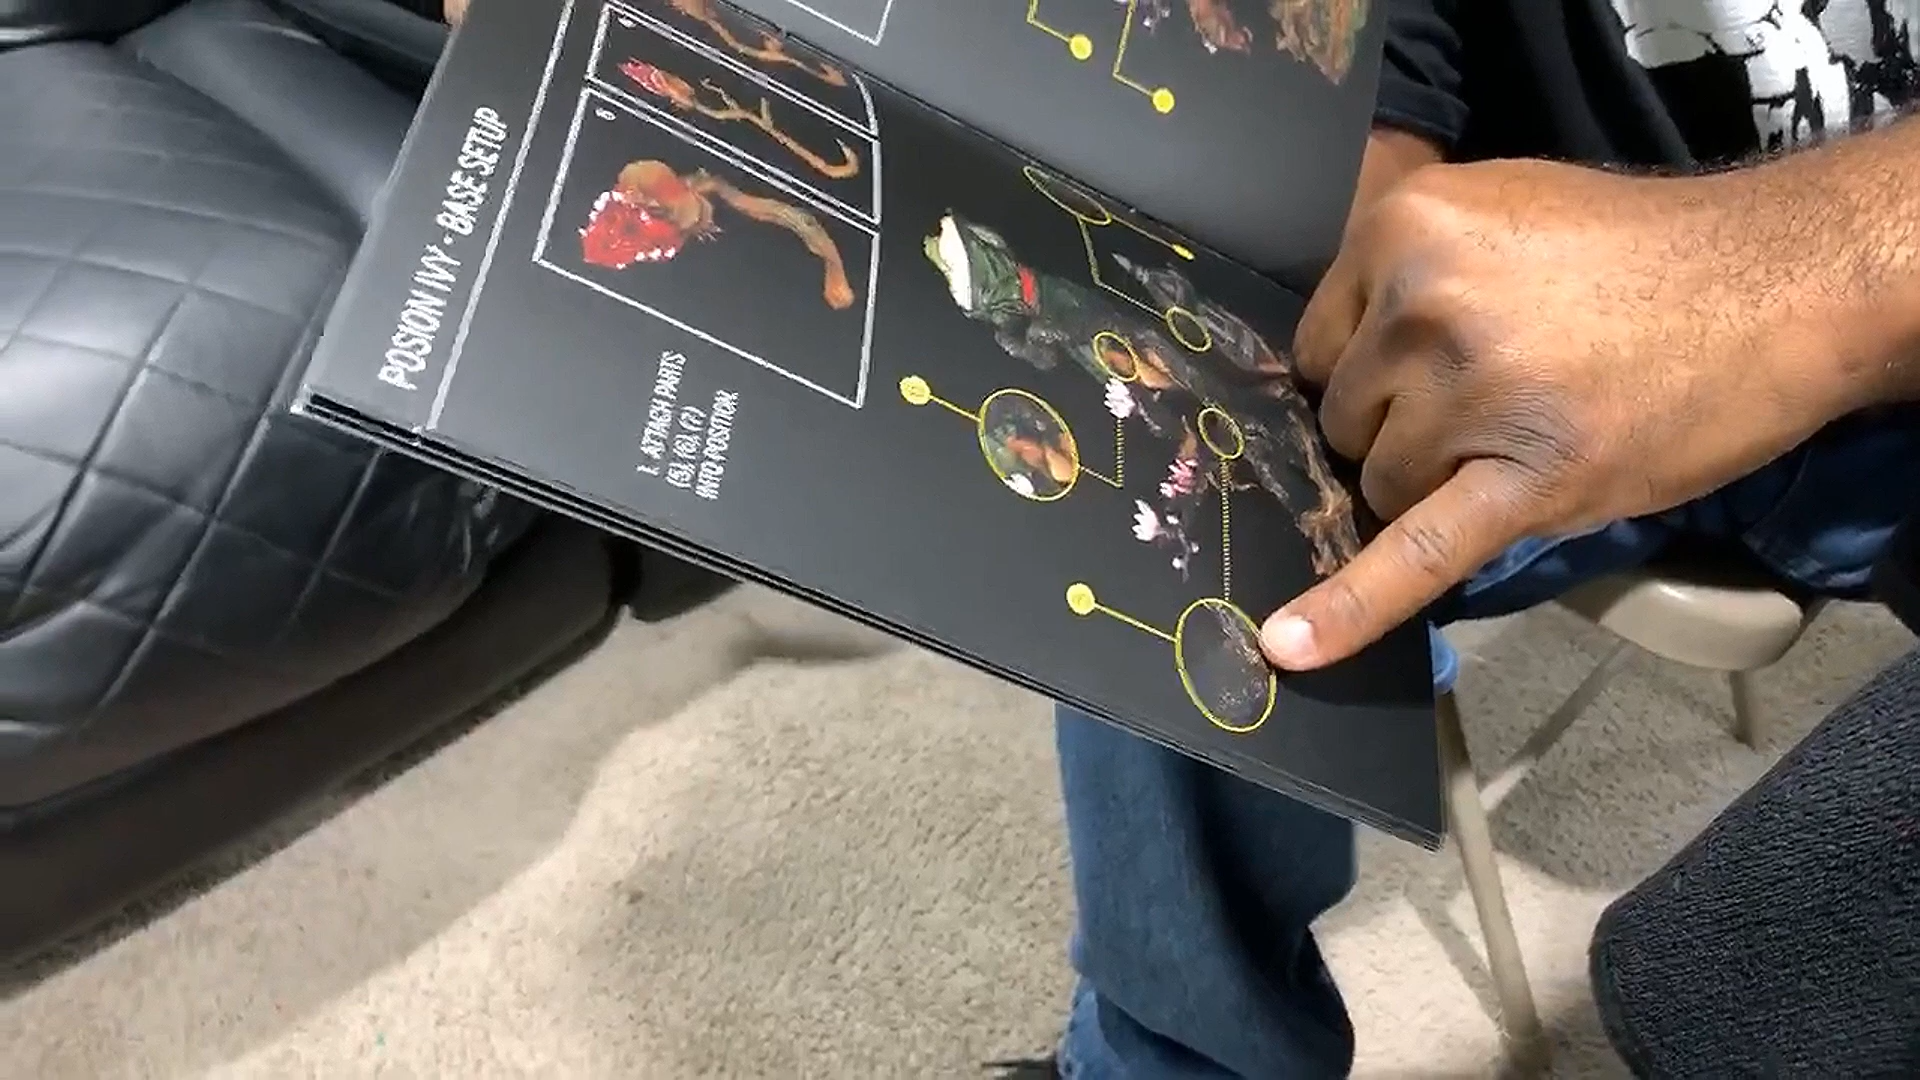 POSION IVY - BASE SETUP
1. ATTACH PARTS
(5), (6), (7)
INTO POSITION.